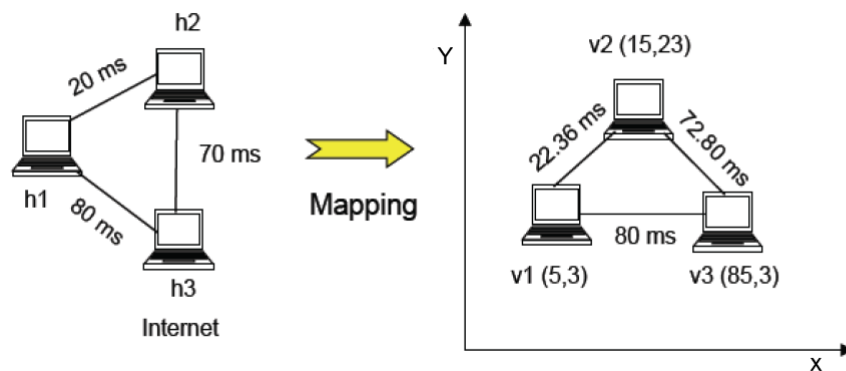 h2
20 ms
70 ms
h1
80 ms
h3
Internet
Mapping
Y
v2 (15,23)
22.36 ms
72.80 ms
80 ms
v1 (5,3)
v3 (85,3)
X